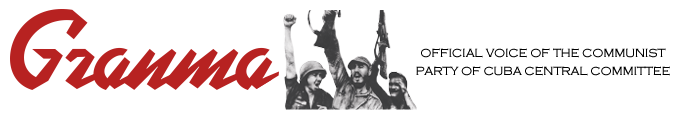 Granma
OFFICIAL VOICE OF THE COMMUNIST
PARTY OF CUBA CENTRAL COMMITTEE